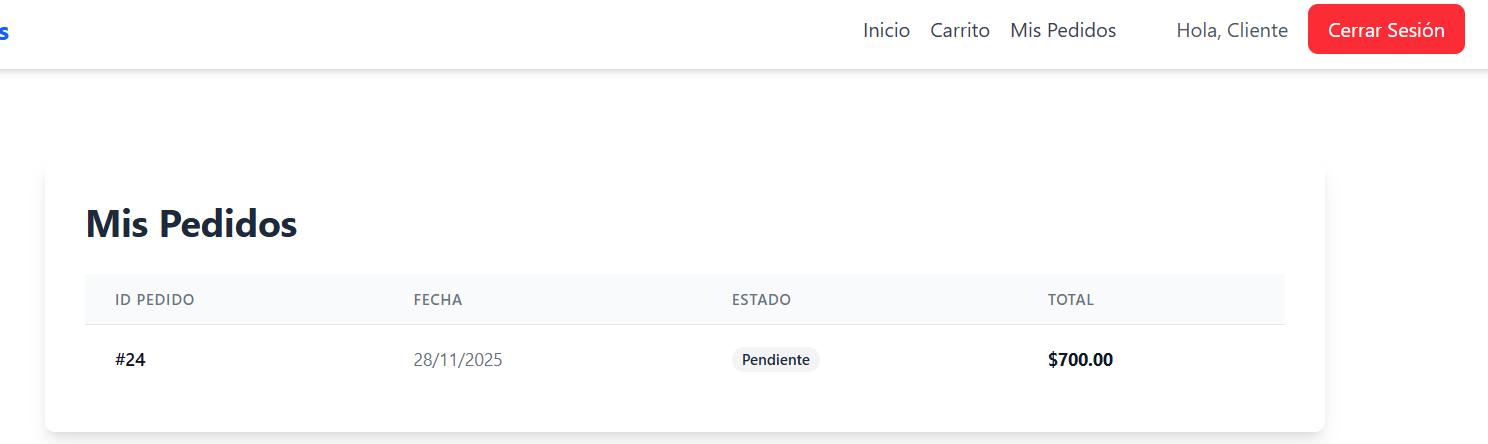 s
Inicio Carrito Mis Pedidos Hola, Cliente Cerrar Sesión
Mis Pedidos
ID PEDIDO FECHA ESTADO TOTAL
#24 28/11/2025 Pendiente $700.00